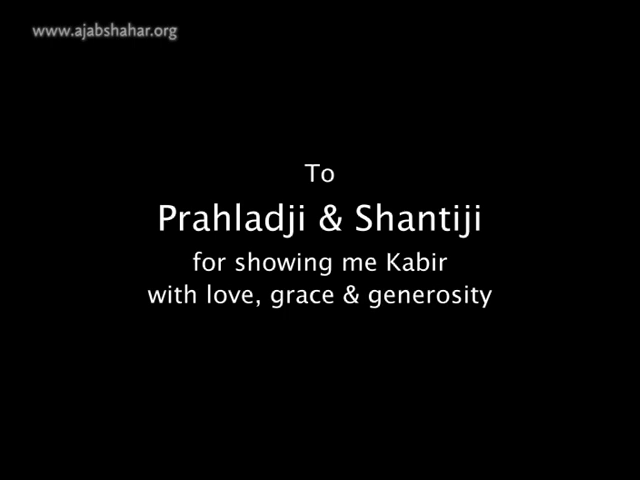 www.ajabshahar.org
To
Prahladji & Shantiji
for showing me Kabir
with love, grace & generosity